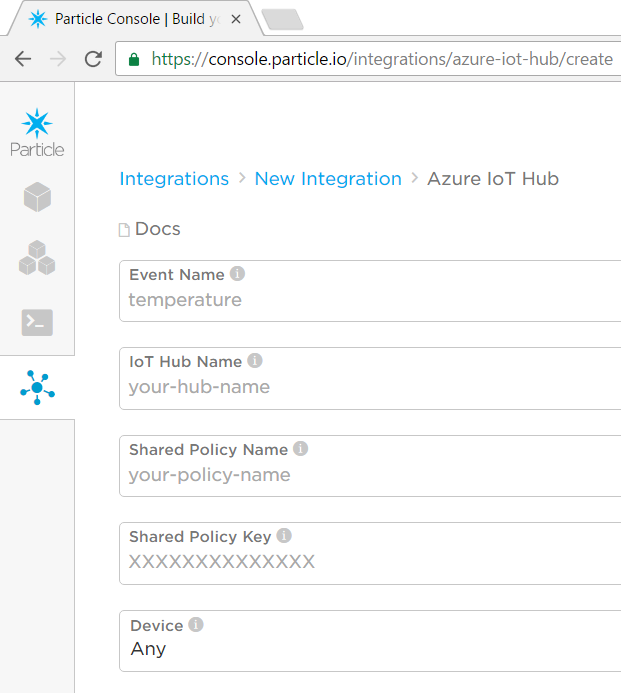 Particle Console | Build yo
https://console.particle.io/integrations/azure-iot-hub/create
Particle
Integrations > New Integration > Azure IoT Hub
Docs
Event Name
temperature
IoT Hub Name
your-hub-name
Shared Policy Name
your-policy-name
Shared Policy Key
XXXXXXXXXXXXXX
Device
Any